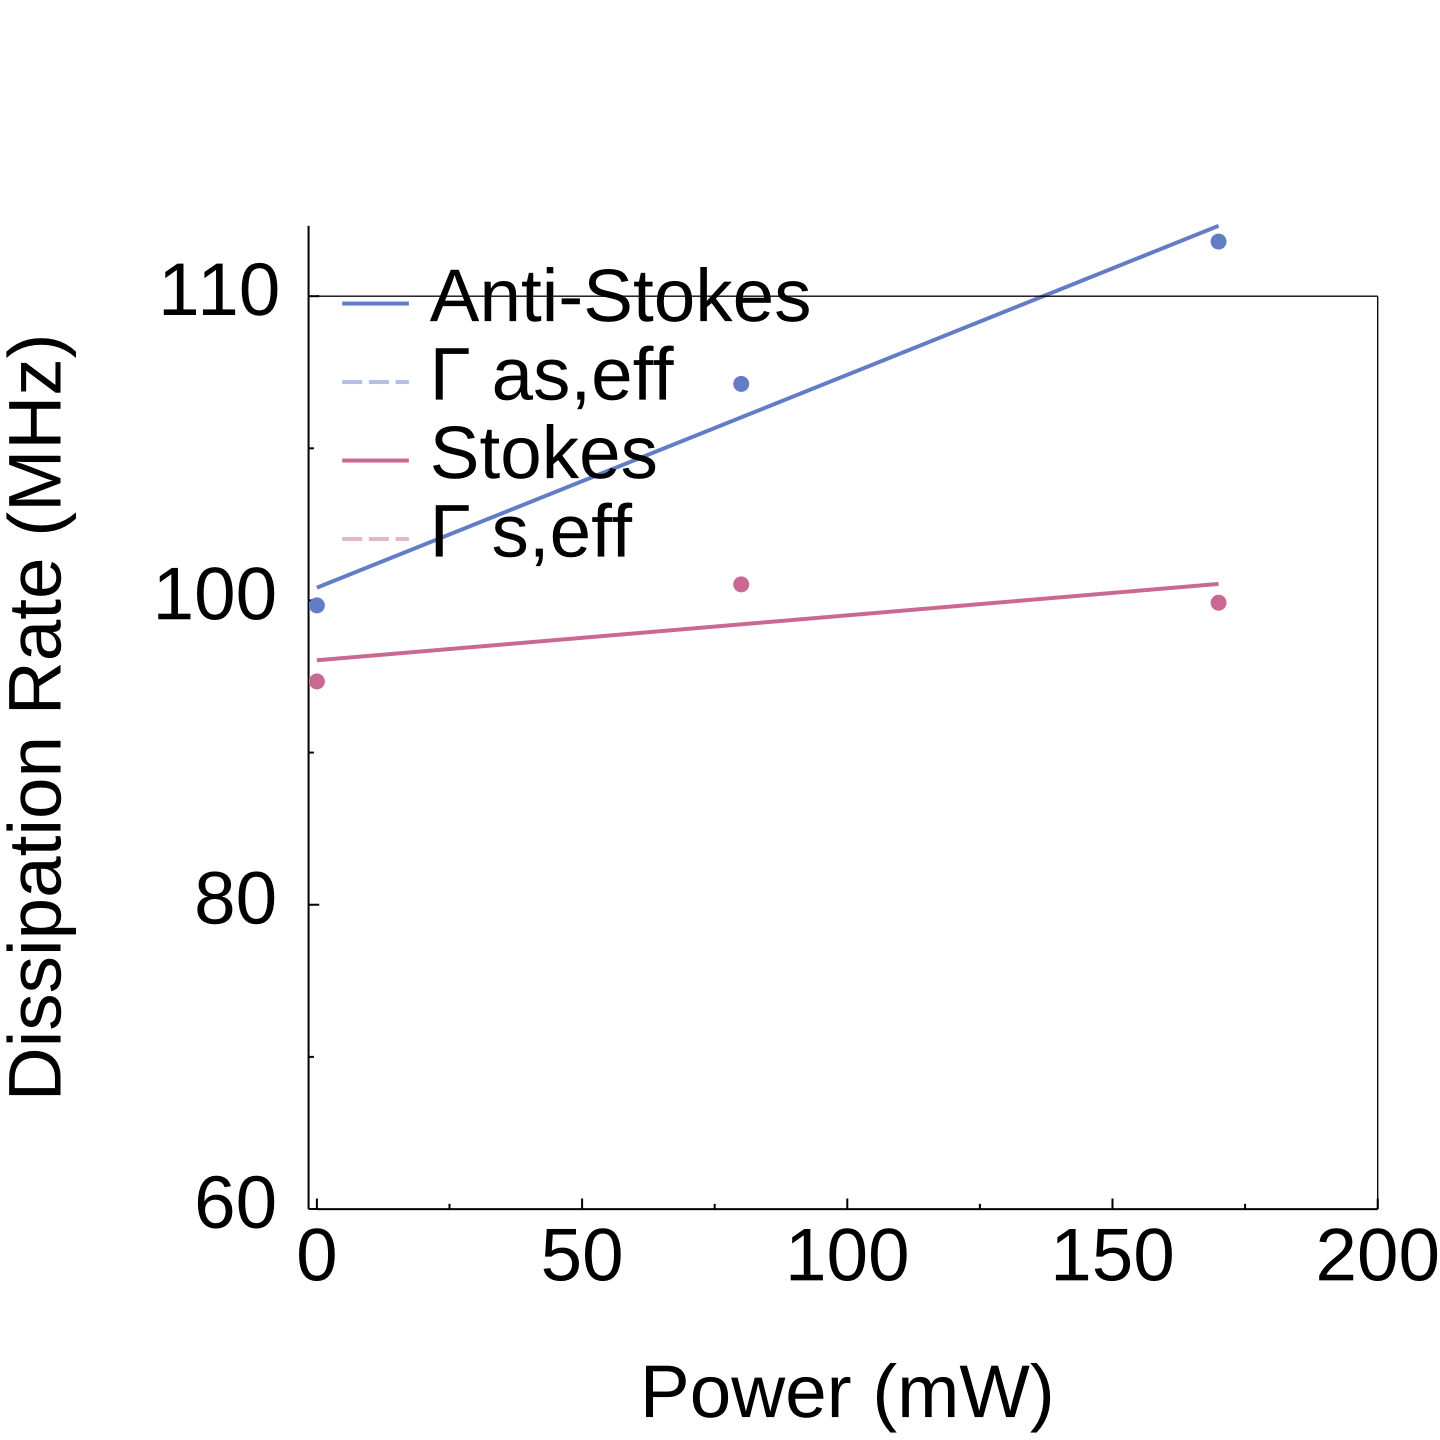 110
Anti-Stokes
Γ as,eff
Stokes
Γ s,eff
100
80
60
0 50 100 150 200
Power (mW)
Dissipation Rate (MHz)